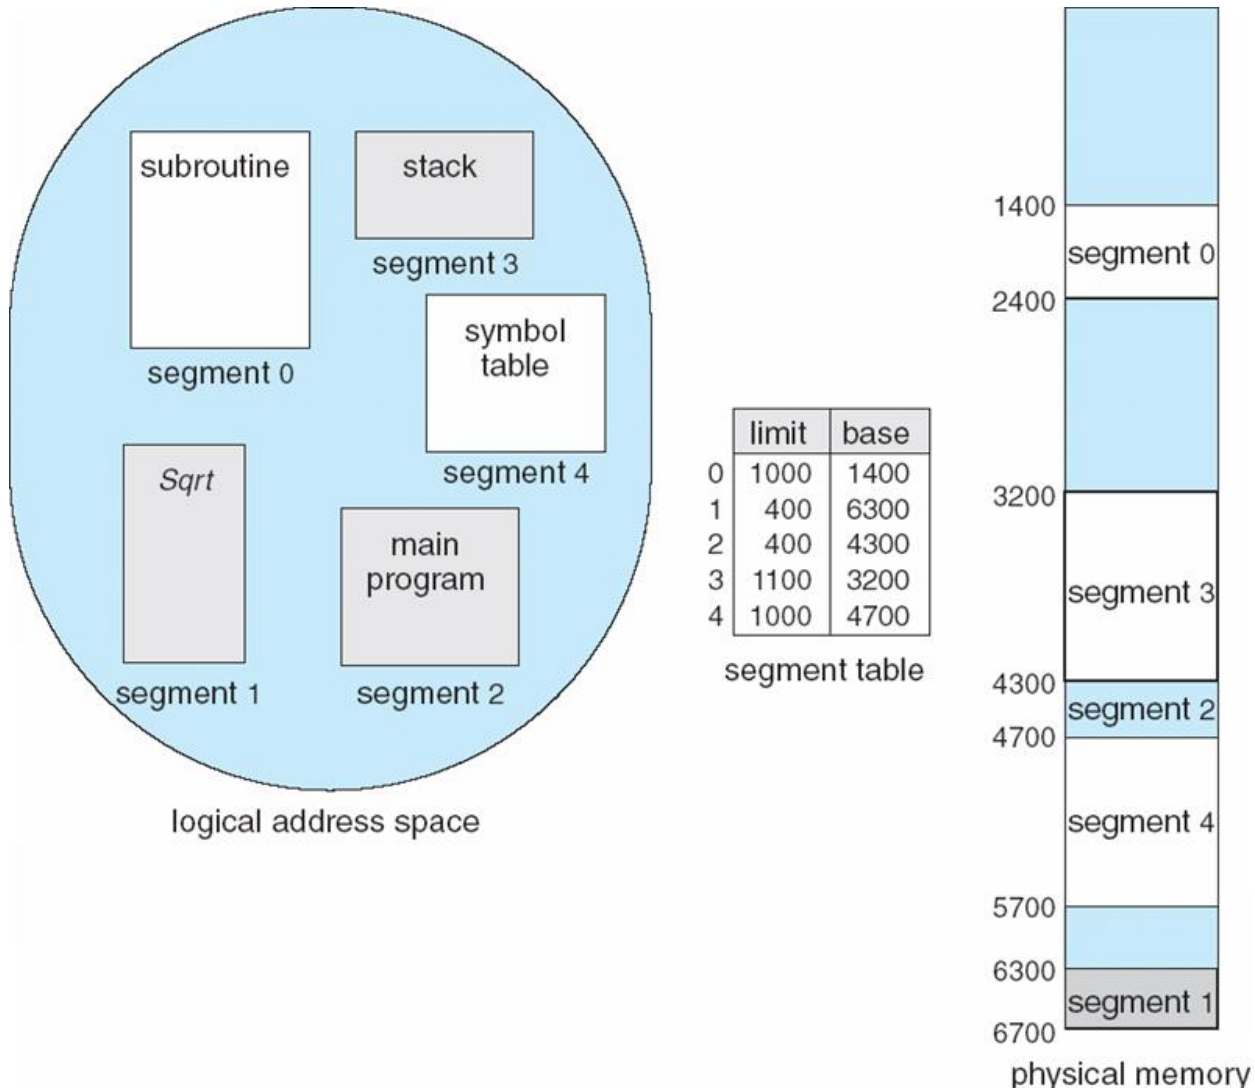 subroutine
segment 0
stack
segment 3
symbol
table
segment 4
Sqrt
segment 1
main
program
segment 2
logical address space
limit base
0 1000 1400
1 400 6300
2 400 4300
3 1100 3200
4 1000 4700
segment table
1400
segment 0
2400
3200
segment 3
4300
segment 2
4700
segment 4
5700
6300
segment 1
6700
physical memory